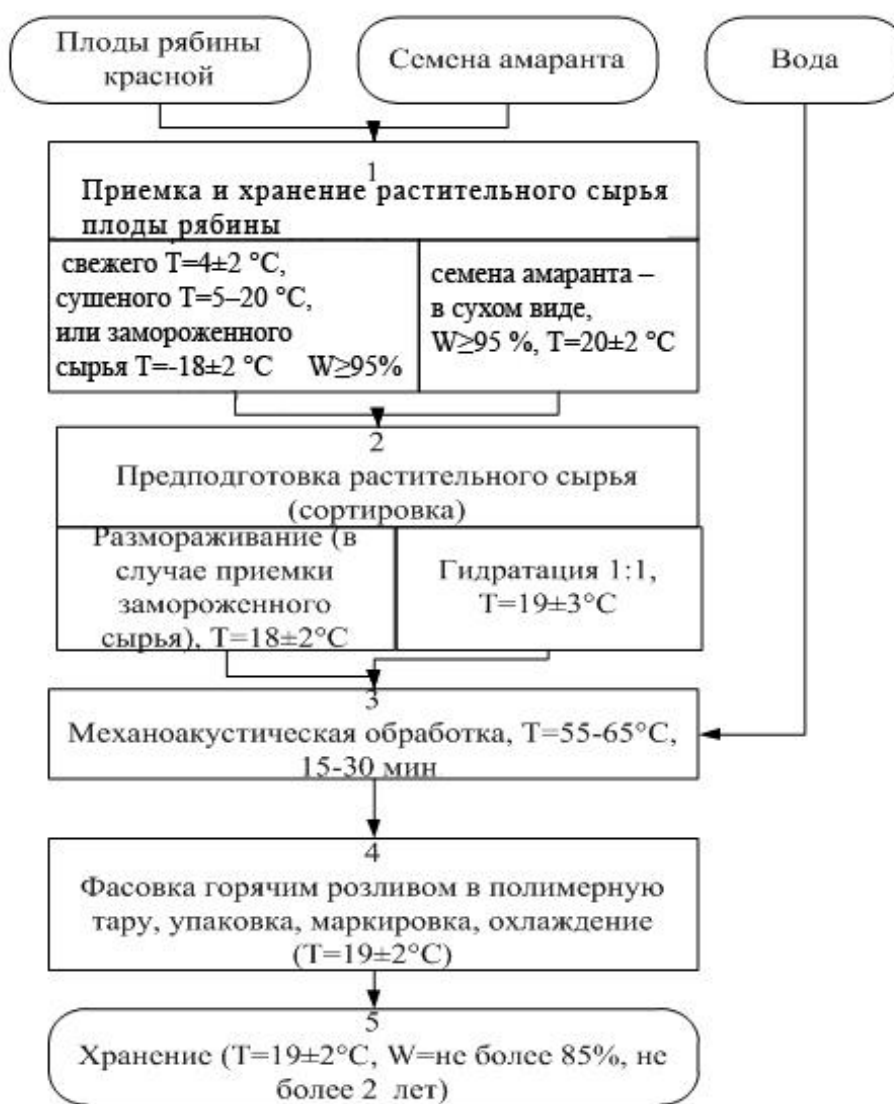 Плоды рябины
красной
Семена амаранта
Вода
1
Приемка и хранение растительного сырья
плоды рябины
свежего T=4±2 °C,
сушеного T=5–20 °C,
или замороженного
сырья T=-18±2 °C W≥95%
семена амаранта –
в сухом виде,
W≥95 %, T=20±2 °C
2
Предподготовка растительного сырья
(сортировка)
Размораживание (в
случае приемки
замороженного
сырья), T=18±2°C
Гидратация 1:1,
T=19±3°C
3
Механоакустическая обработка, T=55-65°C,
15-30 мин
4
Фасовка горячим розливом в полимерную
тару, упаковка, маркировка, охлаждение
(T=19±2°C)
5
Хранение (T=19±2°C, W=не более 85%, не
более 2 лет)